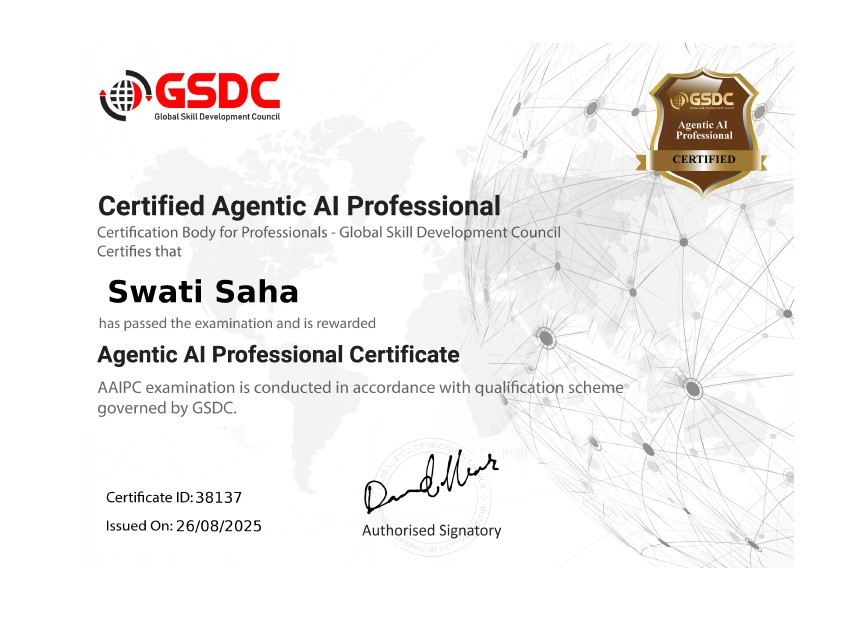 GSDC
Global Skill Development Council
GSDC
Agentic AI
Professional
CERTIFIED
Certified Agentic AI Professional
Certification Body for Professionals - Global Skill Development Council
Certifies that
Swati Saha
has passed the examination and is rewarded
Agentic AI Professional Certificate
AAIPC examination is conducted in accordance with qualification scheme
governed by GSDC.
Certificate ID: 38137
Issued On: 26/08/2025
Authorised Signatory